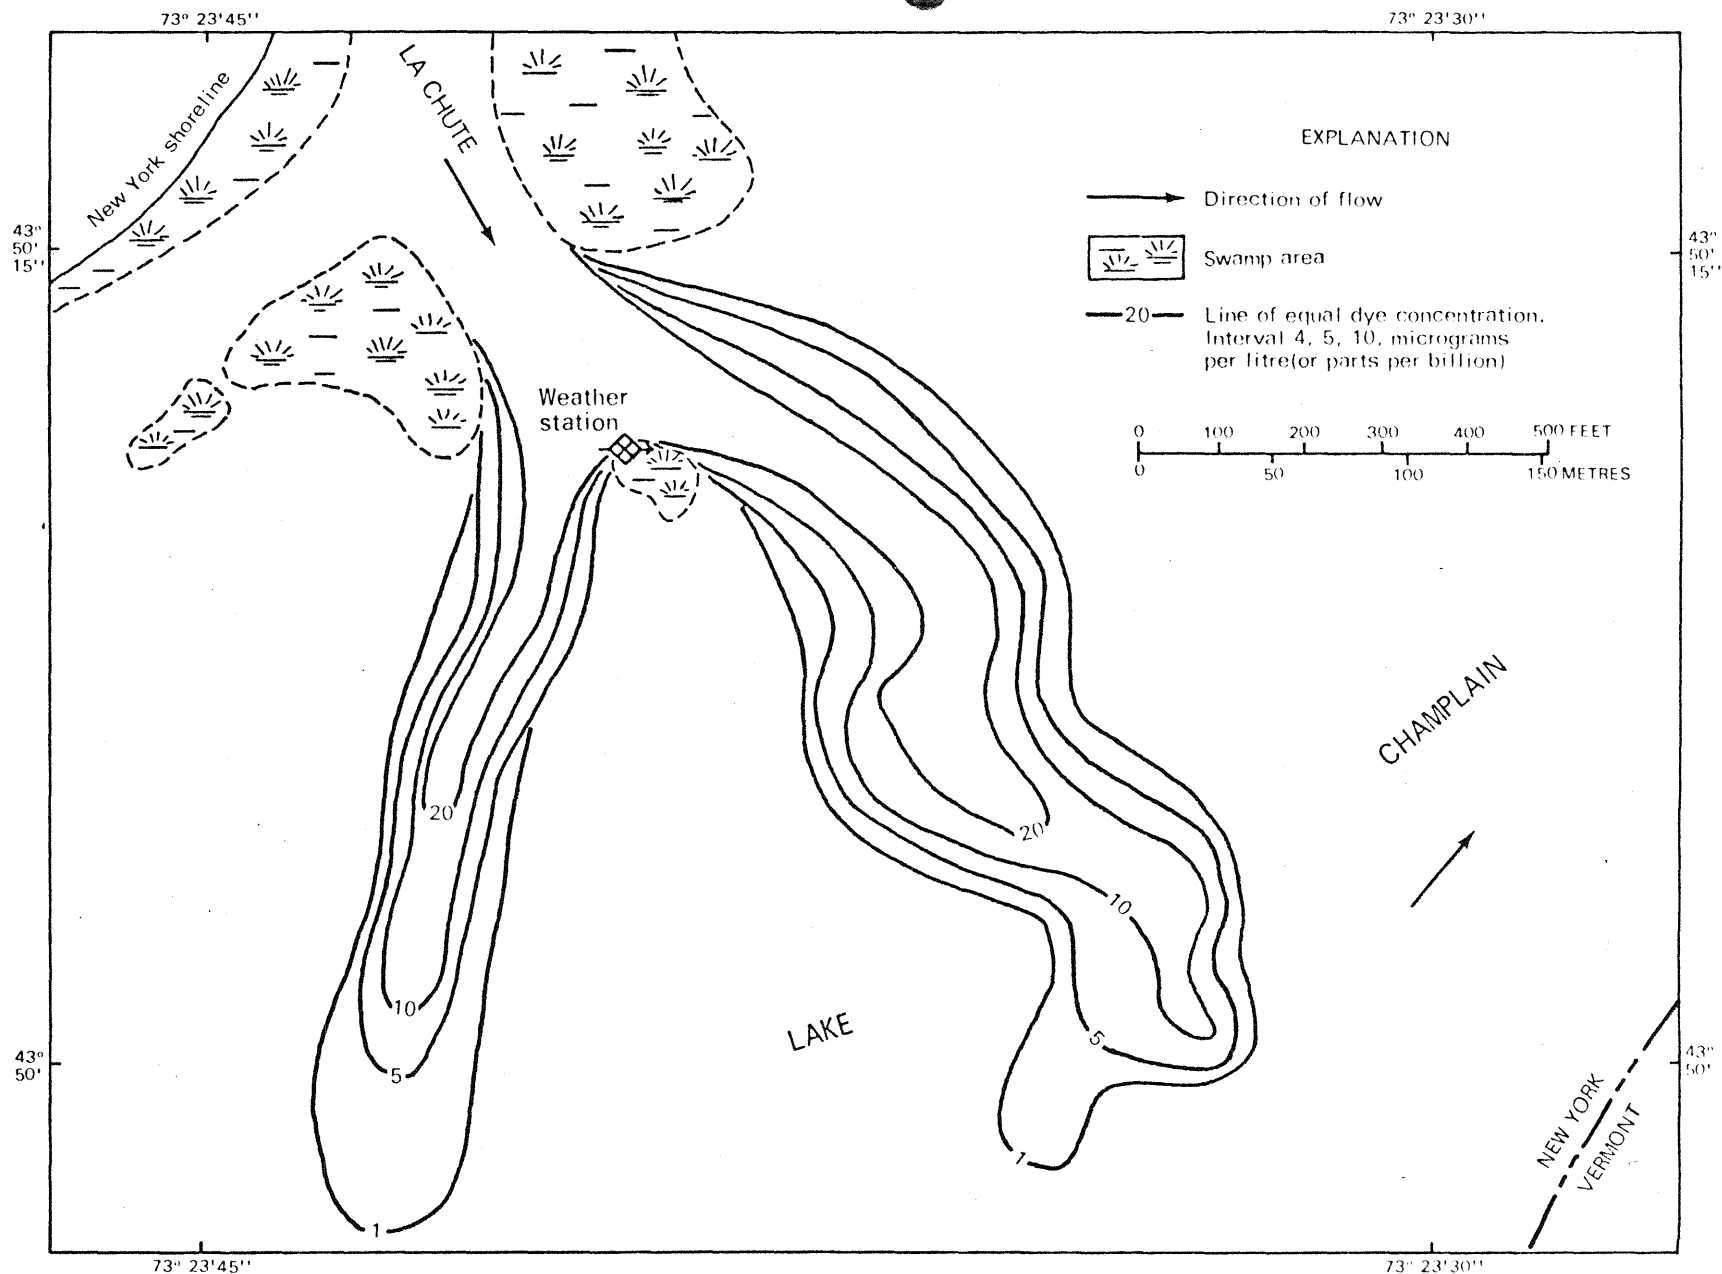 73° 23'45''
73° 23'30''
New York shoreline
LA CHUTE
43°
50'
15''
43°
50'
15''
EXPLANATION
Direction of flow
Swamp area
20
Line of equal dye concentration.
Interval 4, 5, 10, micrograms
per litre(or parts per billion)
Weather
station
0 100 200 300 400 500 FEET
0 50 100 150 METRES
CHAMPLAIN
20
20
10
10
5
5
LAKE
43°
50'
43°
50'
NEW YORK
VERMONT
1
1
73° 23'45''
73° 23'30''